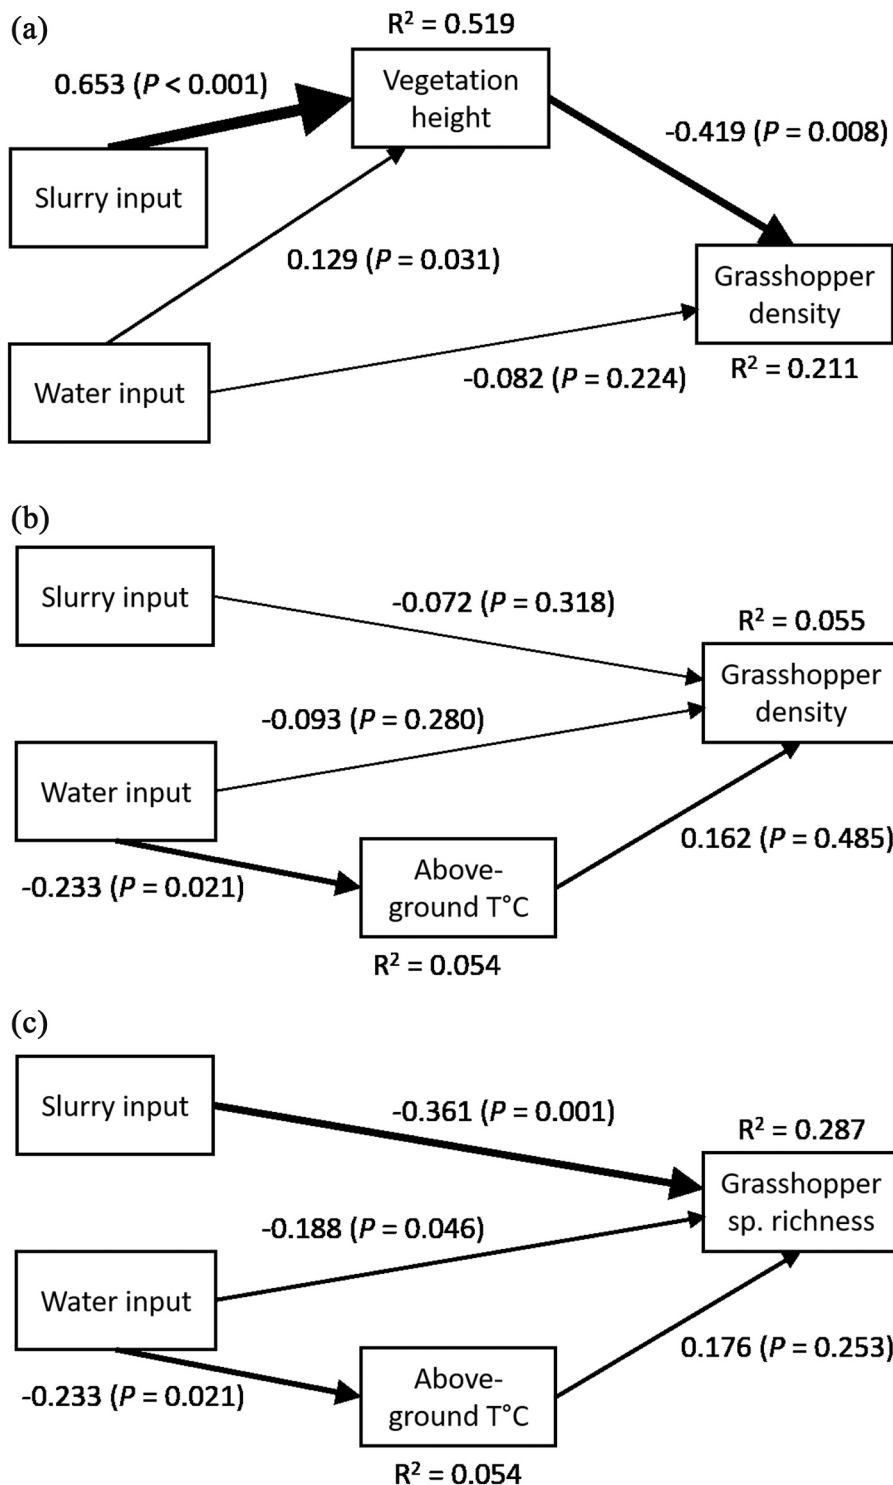 (a)
R² = 0.519
0.653 (P < 0.001)
Vegetation
height
-0.419 (P = 0.008)
Slurry input
0.129 (P = 0.031)
Grasshopper
density
Water input
-0.082 (P = 0.224)
R² = 0.211
(b)
Slurry input
-0.072 (P = 0.318)
R² = 0.055
Grasshopper
density
-0.093 (P = 0.280)
Water input
0.162 (P = 0.485)
-0.233 (P = 0.021)
Above-
ground T°C
R² = 0.054
(c)
Slurry input
-0.361 (P = 0.001)
R² = 0.287
Grasshopper
sp. richness
-0.188 (P = 0.046)
Water input
0.176 (P = 0.253)
-0.233 (P = 0.021)
Above-
ground T°C
R² = 0.054